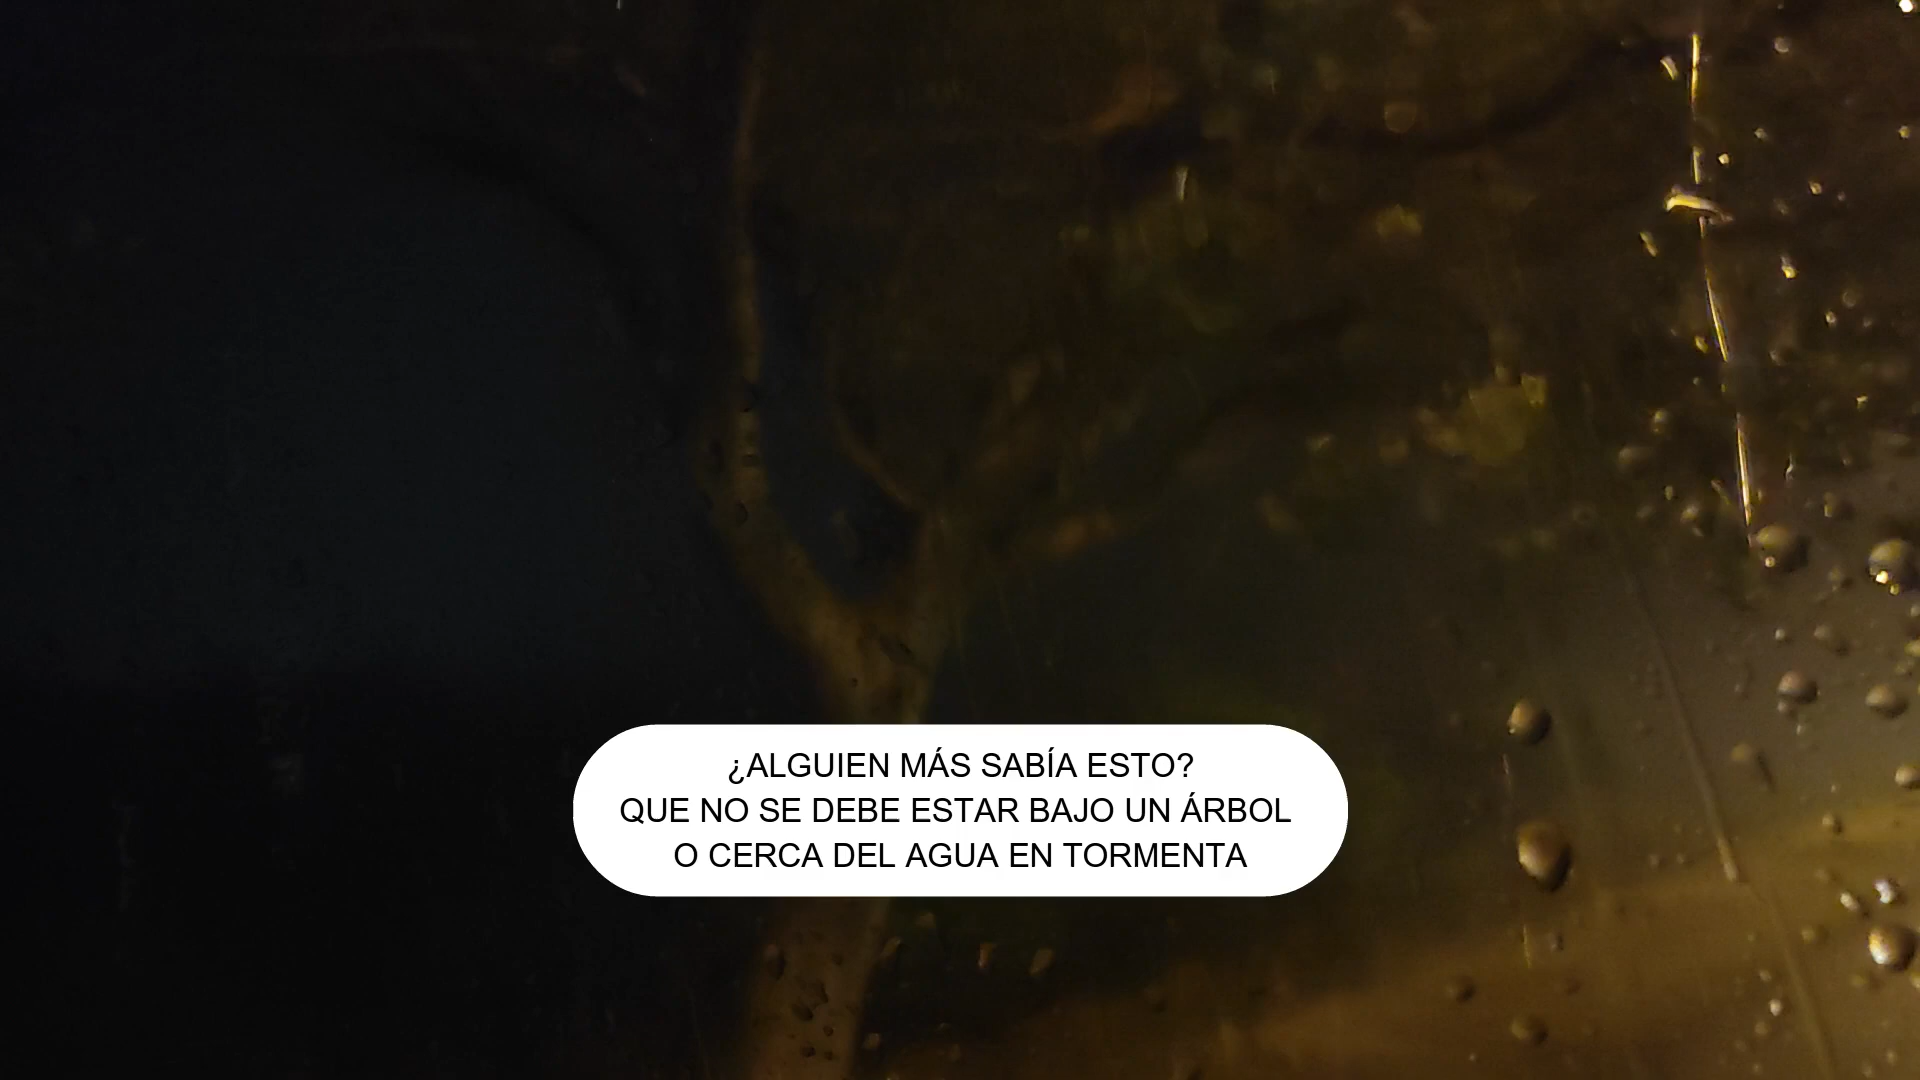 ¿ALGUIEN MÁS SABÍA ESTO?
QUE NO SE DEBE ESTAR BAJO UN ÁRBOL
O CERCA DEL AGUA EN TORMENTA